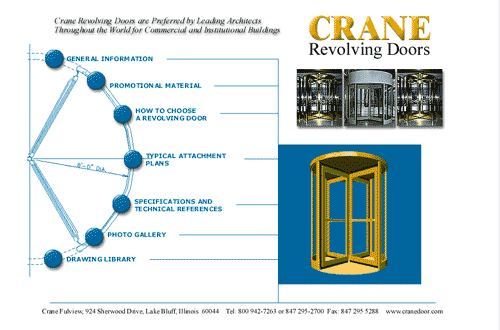 Crane Revolving Doors are Preferred by Leading Architects
Throughout the World for Commercial and Institutional Buildings
CRANE
Revolving Doors
GENERAL INFORMATION
PROMOTIONAL MATERIAL
HOW TO CHOOSE
A REVOLVING DOOR
TYPICAL ATTACHMENT
PLANS
8'-0" DIA.
SPECIFICATIONS AND
TECHNICAL REFERENCES
PHOTO GALLERY
DRAWING LIBRARY
Crane Fulview, 924 Sherwood Drive, Lake Bluff, Illinois 60044 Tel: 800 942-7263 or 847 295-2700 Fax: 847 295 5288 www.cranedoor.com